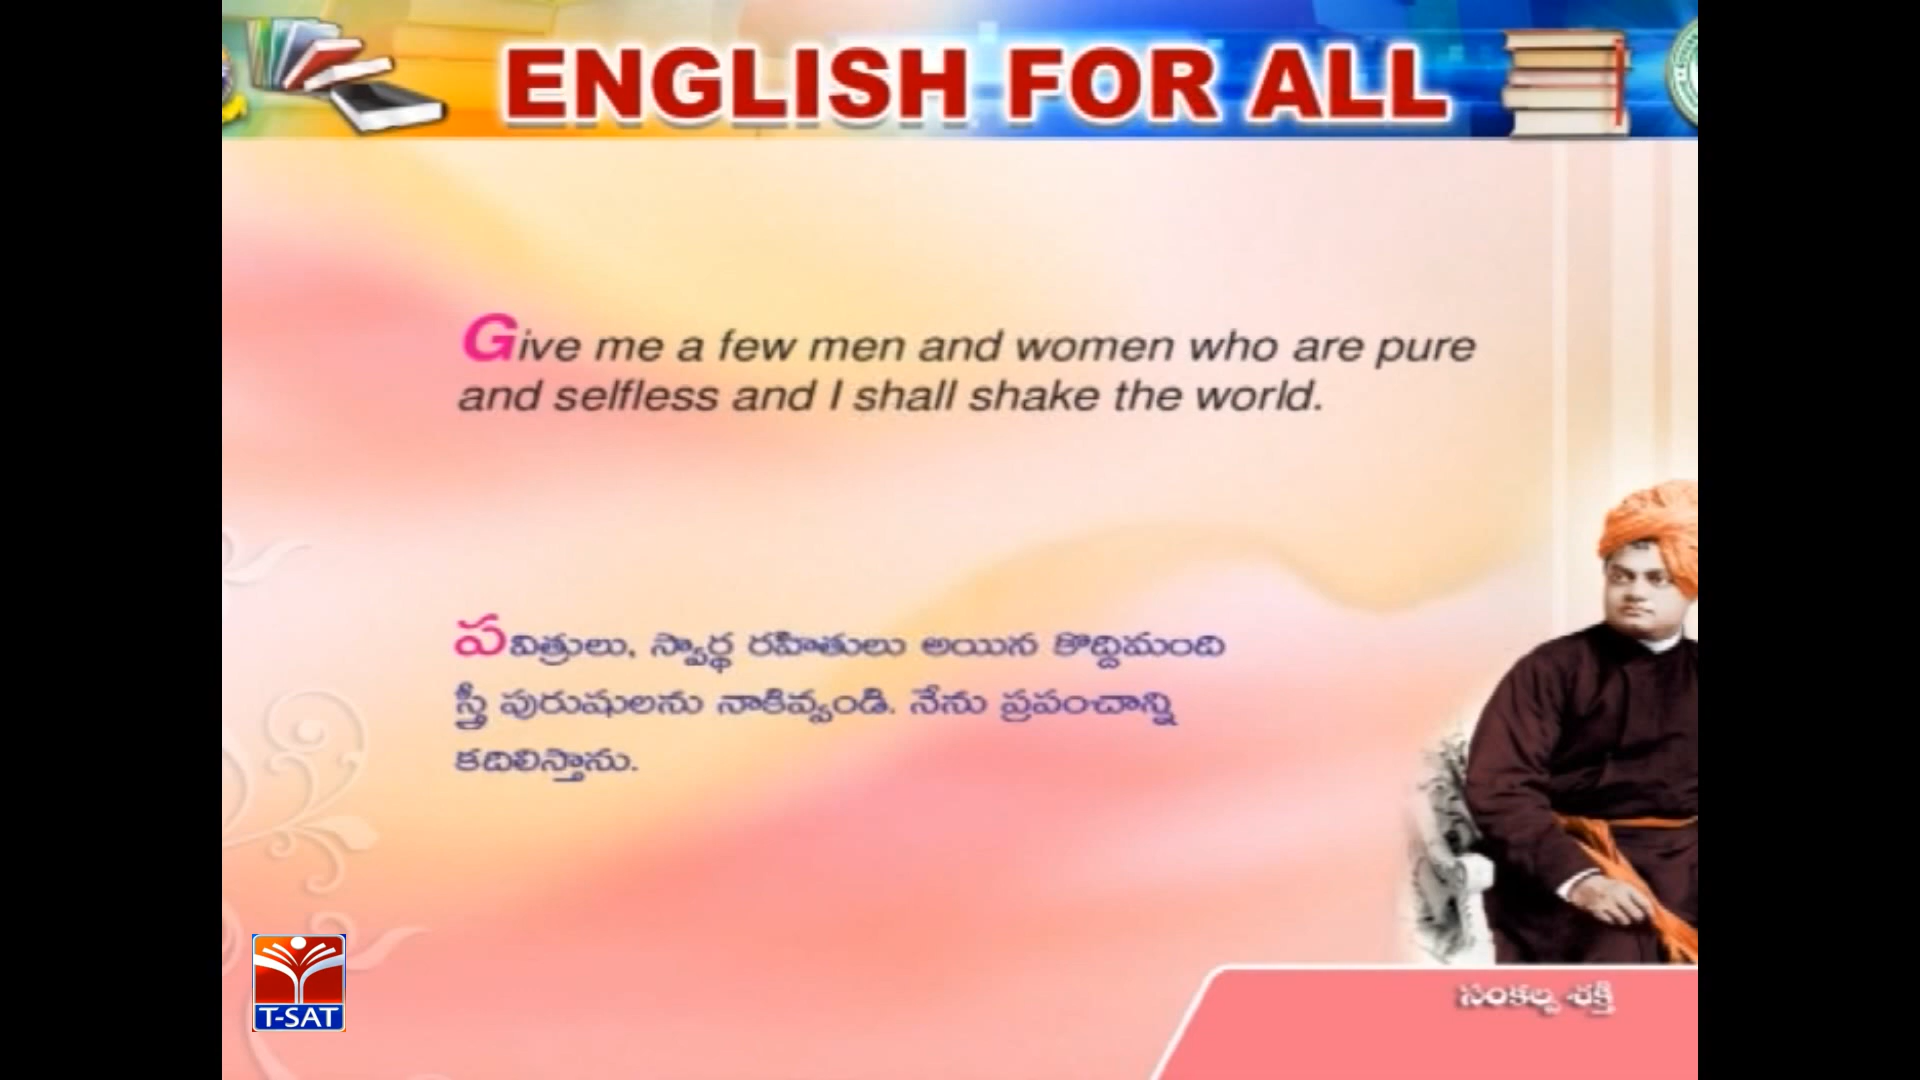 ENGLISH FOR ALL
Give me a few men and women who are pure
and selfless and I shall shake the world.
పవిత్రులు, స్వార్థ రహితులు అయిన కొద్దిమంది
స్త్రీ పురుషులను నాకివ్వండి. నేను ప్రపంచాన్ని
కదిలిస్తాను.
సంకల్ప శక్తి
T-SAT